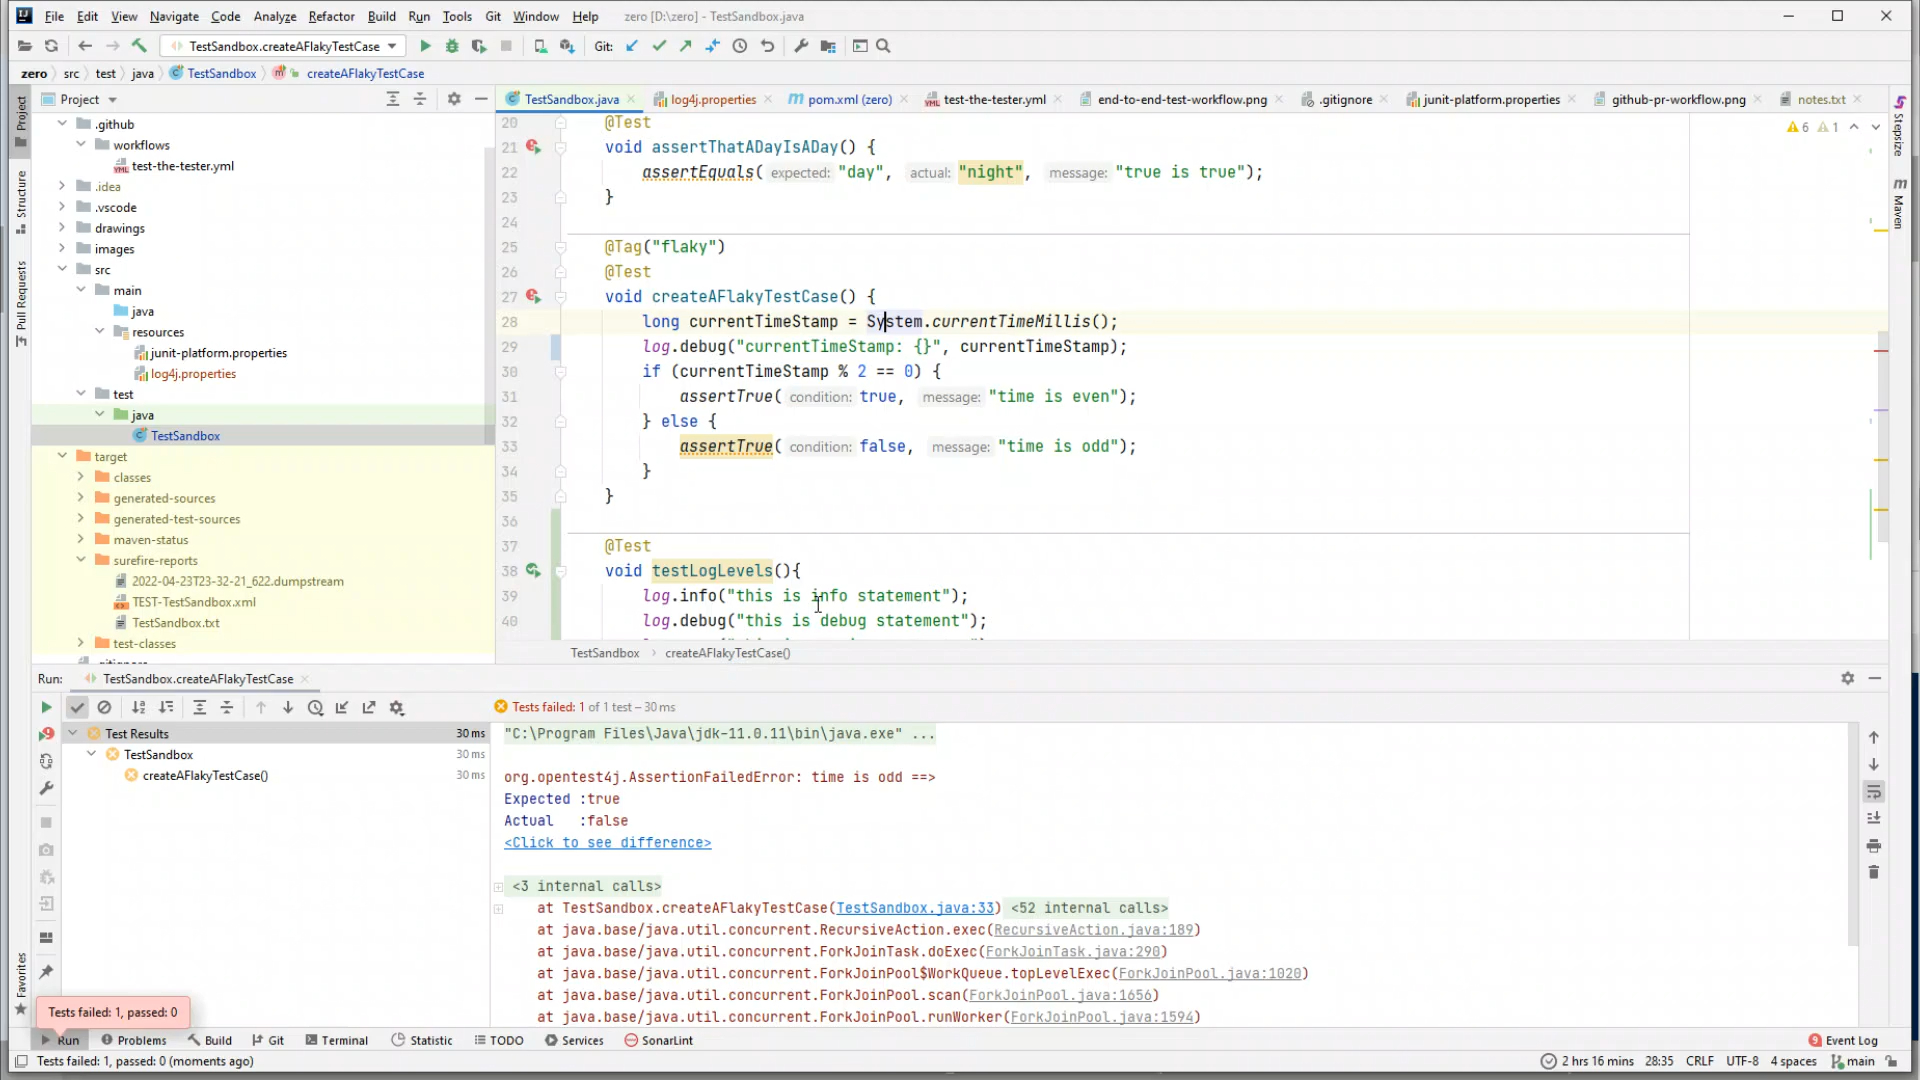 File Edit View Navigate Code Analyze Refactor Build Run Tools Git Window Help zero [D:\zero] - TestSandbox.java
TestSandbox.createAFlakyTestCase Git:
zero src test java TestSandbox createAFlakyTestCase
Project
TestSandbox.java log4j.properties pom.xml (zero) test-the-tester.yml end-to-end-test-workflow.png .gitignore junit-platform.properties github-pr-workflow.png notes.txt
Project
Structure
Pull Requests
Favorites
Stepsize
Maven
.github
workflows
test-the-tester.yml
.idea
.vscode
drawings
images
src
main
java
resources
junit-platform.properties
log4j.properties
test
java
TestSandbox
target
classes
generated-sources
generated-test-sources
maven-status
surefire-reports
2022-04-23T23-32-21_622.dumpstream
TEST-TestSandbox.xml
TestSandbox.txt
test-classes
6 1
20 @Test
21 void assertThatADayIsADay() {
22 assertEquals( expected: "day", actual: "night", message: "true is true");
23 }
24
25 @Tag("flaky")
26 @Test
27 void createAFlakyTestCase() {
28 long currentTimeStamp = System.currentTimeMillis();
29 log.debug("currentTimeStamp: {}", currentTimeStamp);
30 if (currentTimeStamp % 2 == 0) {
31 assertTrue( condition: true, message: "time is even");
32 } else {
33 assertTrue( condition: false, message: "time is odd");
34 }
35 }
36
37 @Test
38 void testLogLevels(){
39 log.info("this is info statement");
40 log.debug("this is debug statement");
TestSandbox createAFlakyTestCase()
Run: TestSandbox.createAFlakyTestCase
Tests failed: 1 of 1 test – 30 ms
Test Results 30 ms
TestSandbox 30 ms
createAFlakyTestCase() 30 ms
"C:\Program Files\Java\jdk-11.0.11\bin\java.exe" ...
org.opentest4j.AssertionFailedError: time is odd ==>
Expected :true
Actual :false
<Click to see difference>
<3 internal calls>
at TestSandbox.createAFlakyTestCase(TestSandbox.java:33) <52 internal calls>
at java.base/java.util.concurrent.RecursiveAction.exec(RecursiveAction.java:189)
at java.base/java.util.concurrent.ForkJoinTask.doExec(ForkJoinTask.java:290)
at java.base/java.util.concurrent.ForkJoinPool$WorkQueue.topLevelExec(ForkJoinPool.java:1020)
at java.base/java.util.concurrent.ForkJoinPool.scan(ForkJoinPool.java:1656)
at java.base/java.util.concurrent.ForkJoinPool.runWorker(ForkJoinPool.java:1594)
Tests failed: 1, passed: 0
Run Problems Build Git Terminal Statistic TODO Services SonarLint 9 Event Log
Tests failed: 1, passed: 0 (moments ago) 2 hrs 16 mins 28:35 CRLF UTF-8 4 spaces main